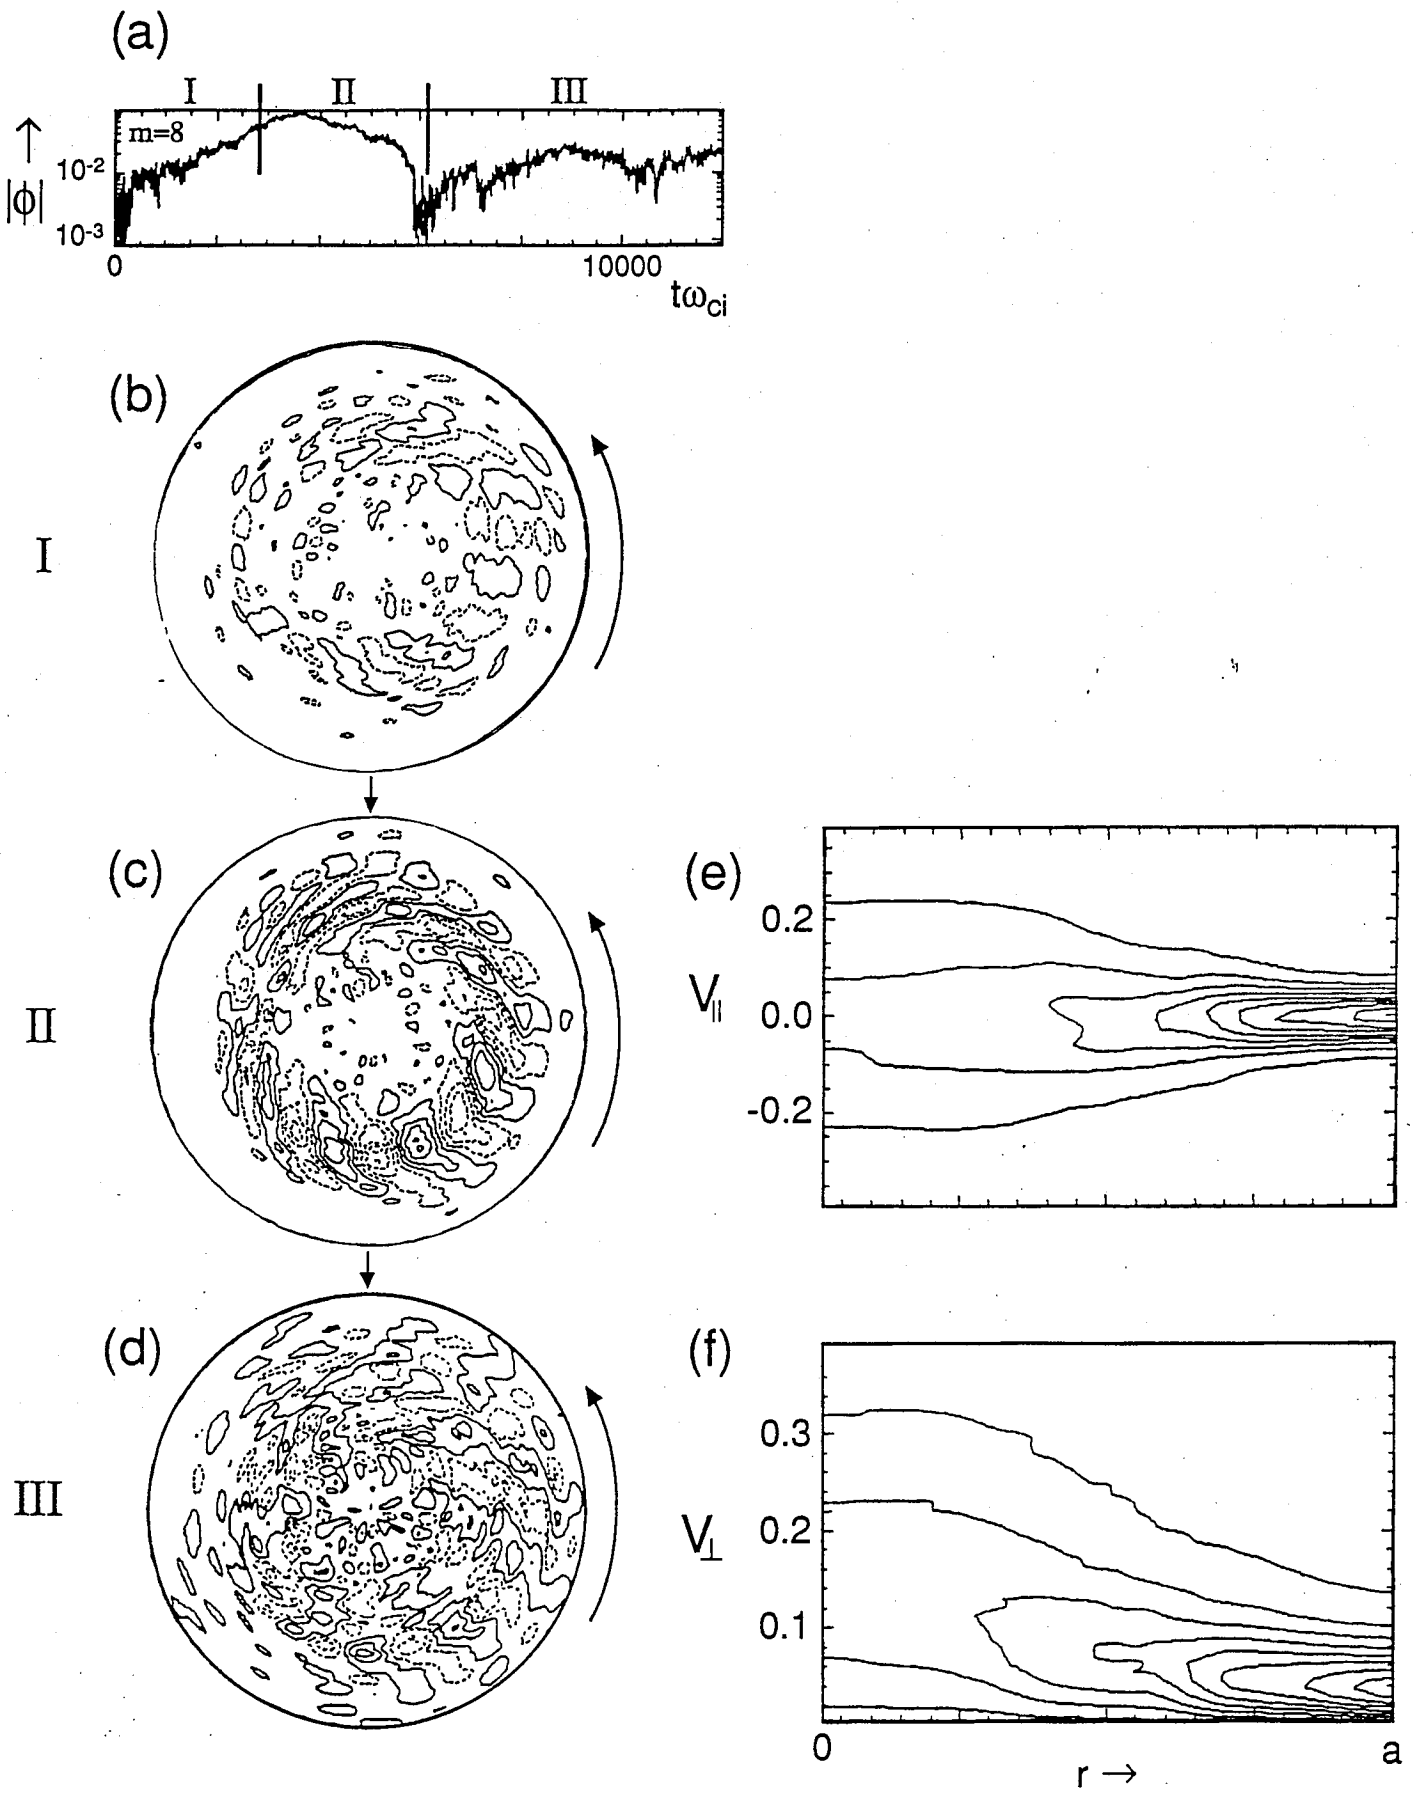 (a)
I II III
m=8
|ϕ| →
10-2
10-3
0 10000
tωci
(b)
I
(c)
II
(d)
III
(e)
V∥
0.2
0.0
-0.2
(f)
V⊥
0.3
0.2
0.1
0 a
r →